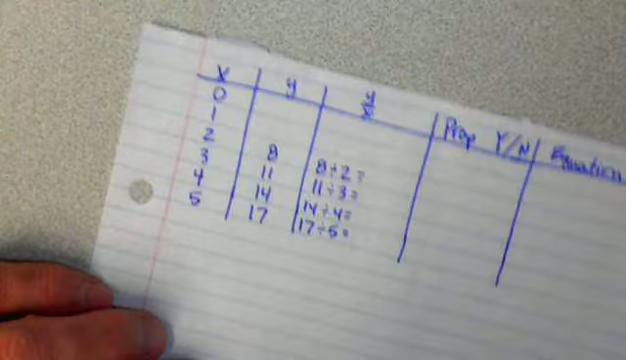 x y y/x Prop Y/N Equation
0
1
2 8 8÷2=
3 11 11÷3=
4 14 14÷4=
5 17 17÷5=